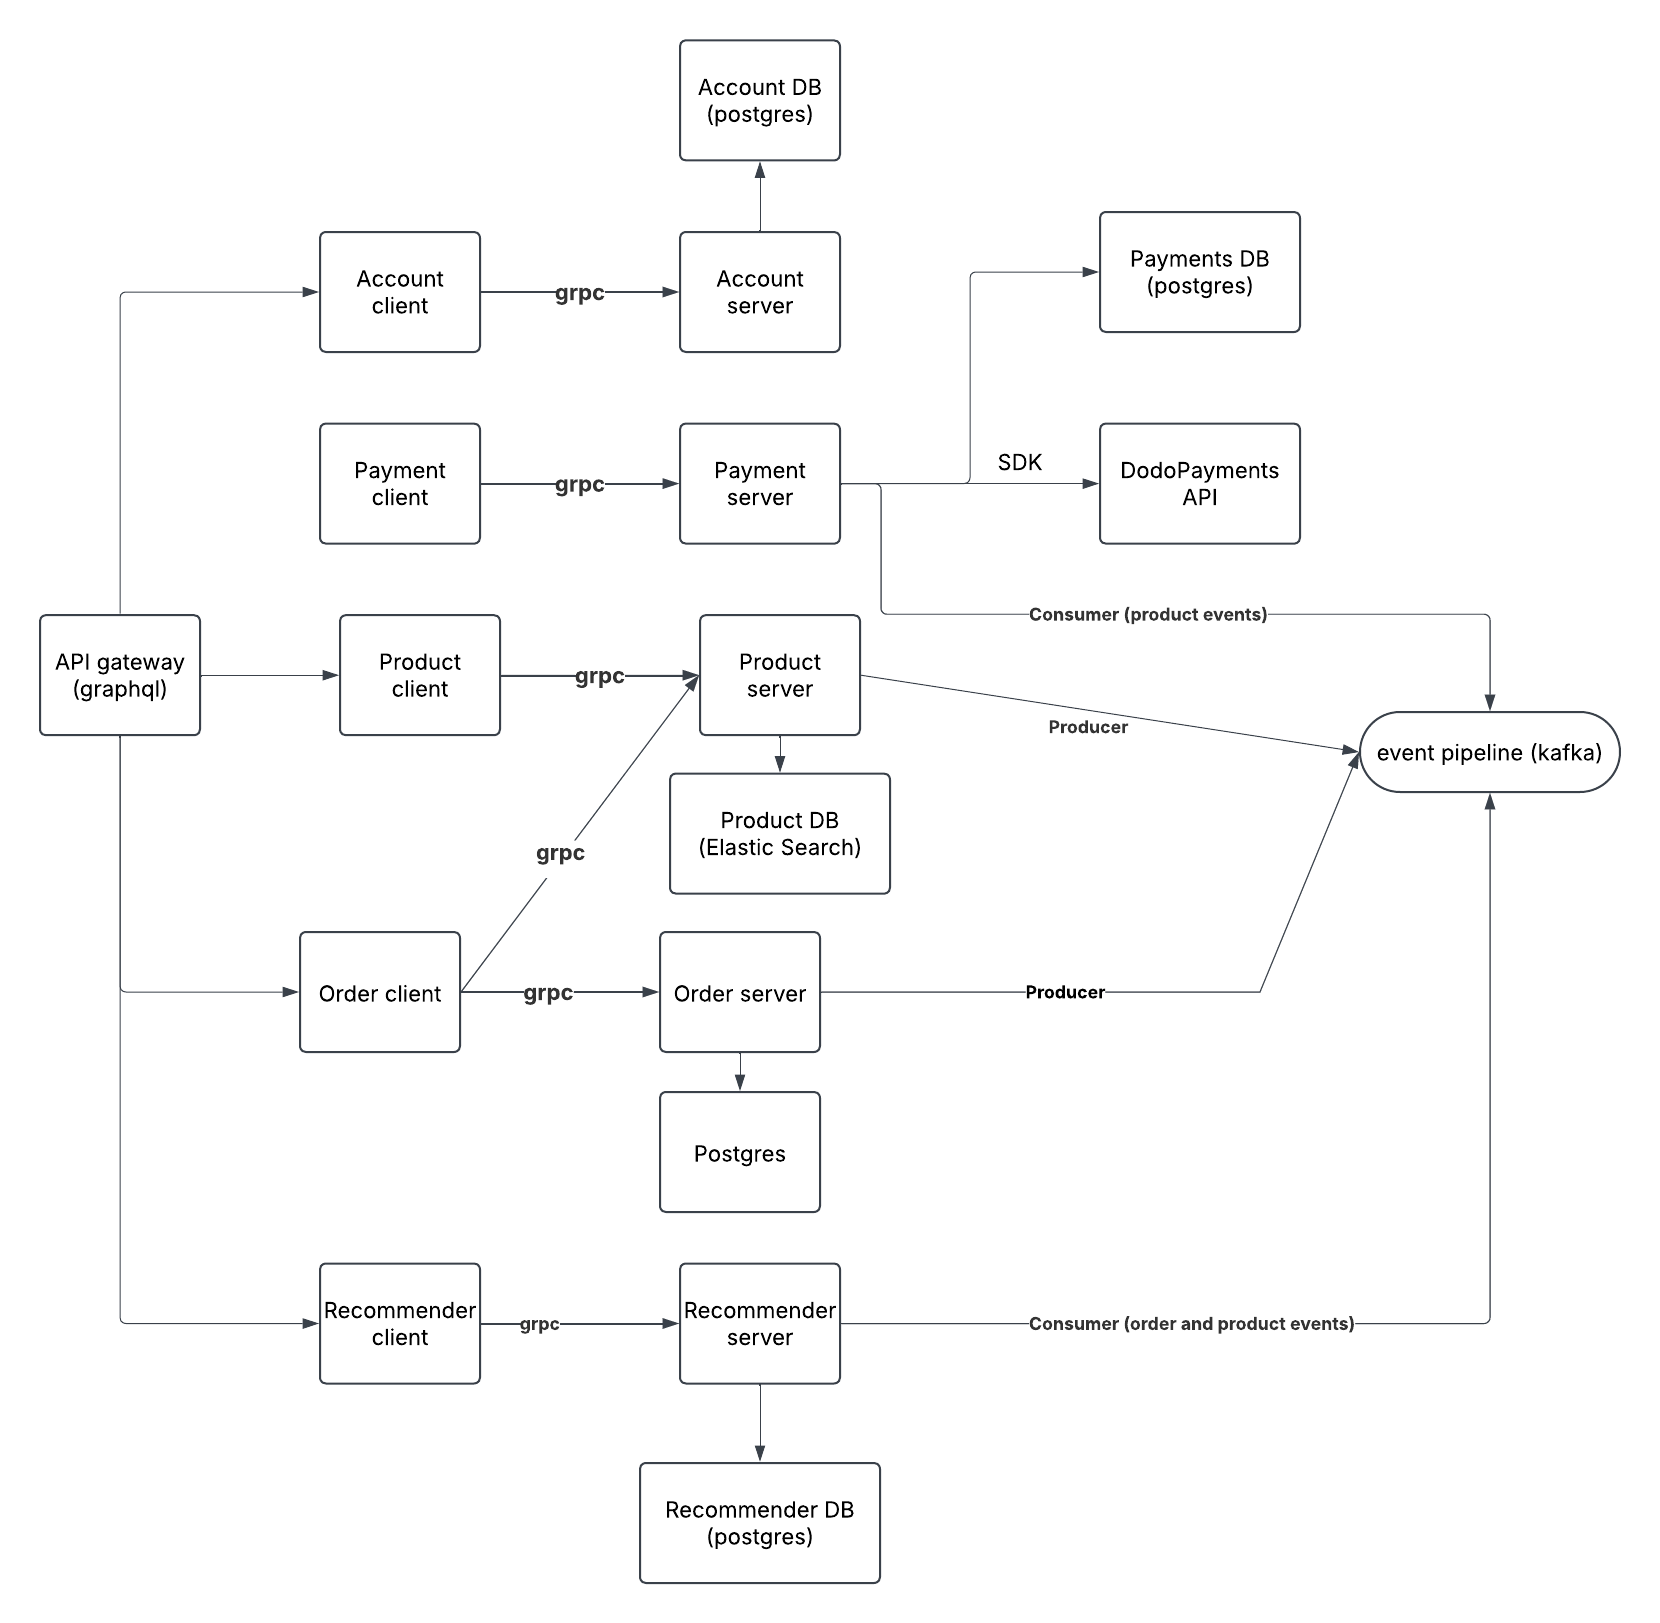 Account DB
(postgres)
Account
client
grpc
Account
server
Payments DB
(postgres)
Payment
client
grpc
Payment
server
SDK
DodoPayments
API
Consumer (product events)
API gateway
(graphql)
Product
client
grpc
Product
server
Producer
event pipeline (kafka)
Product DB
(Elastic Search)
grpc
Order client
grpc
Order server
Producer
Postgres
Recommender
client
grpc
Recommender
server
Consumer (order and product events)
Recommender DB
(postgres)